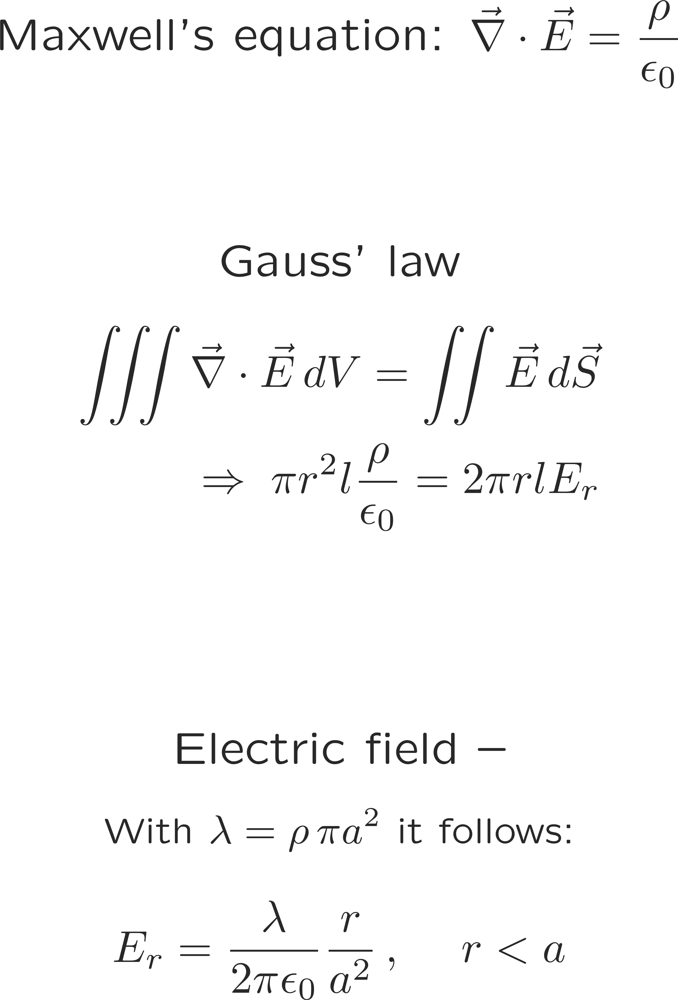 Maxwell's equation: $\vec{\nabla} \cdot \vec{E} = \frac{\rho}{\epsilon_0}$
Gauss' law
$\iiint \vec{\nabla} \cdot \vec{E} \, dV = \iint \vec{E} \, d\vec{S}$
$\Rightarrow \pi r^2 l \frac{\rho}{\epsilon_0} = 2\pi r l E_r$
Electric field –
With $\lambda = \rho \, \pi a^2$ it follows:
$E_r = \frac{\lambda}{2\pi\epsilon_0} \frac{r}{a^2} , \quad r < a$